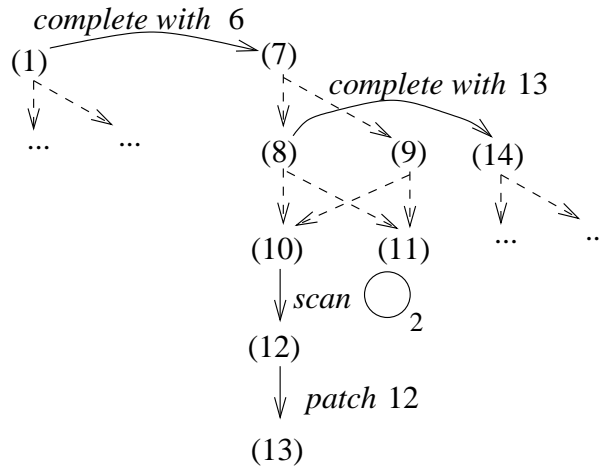 complete with 6
(1) (7)
complete with 13
... ... (8) (9) (14)
(10) (11) ... ..
scan 2
(12)
patch 12
(13)